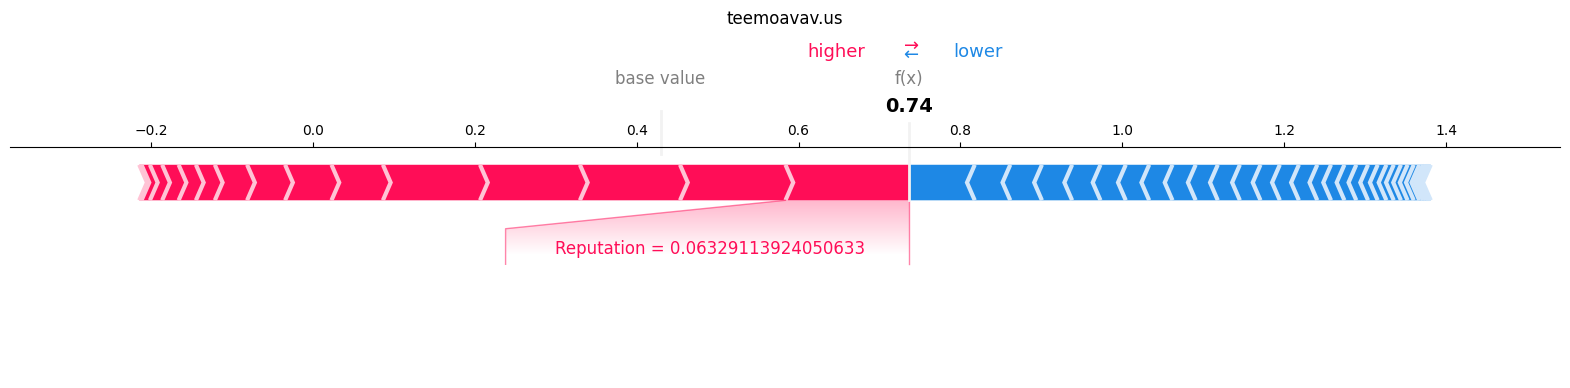 teemoavav.us
higher ⇄ lower
base value f(x)
0.74
−0.2 0.0 0.2 0.4 0.6 0.8 1.0 1.2 1.4
Reputation = 0.06329113924050633